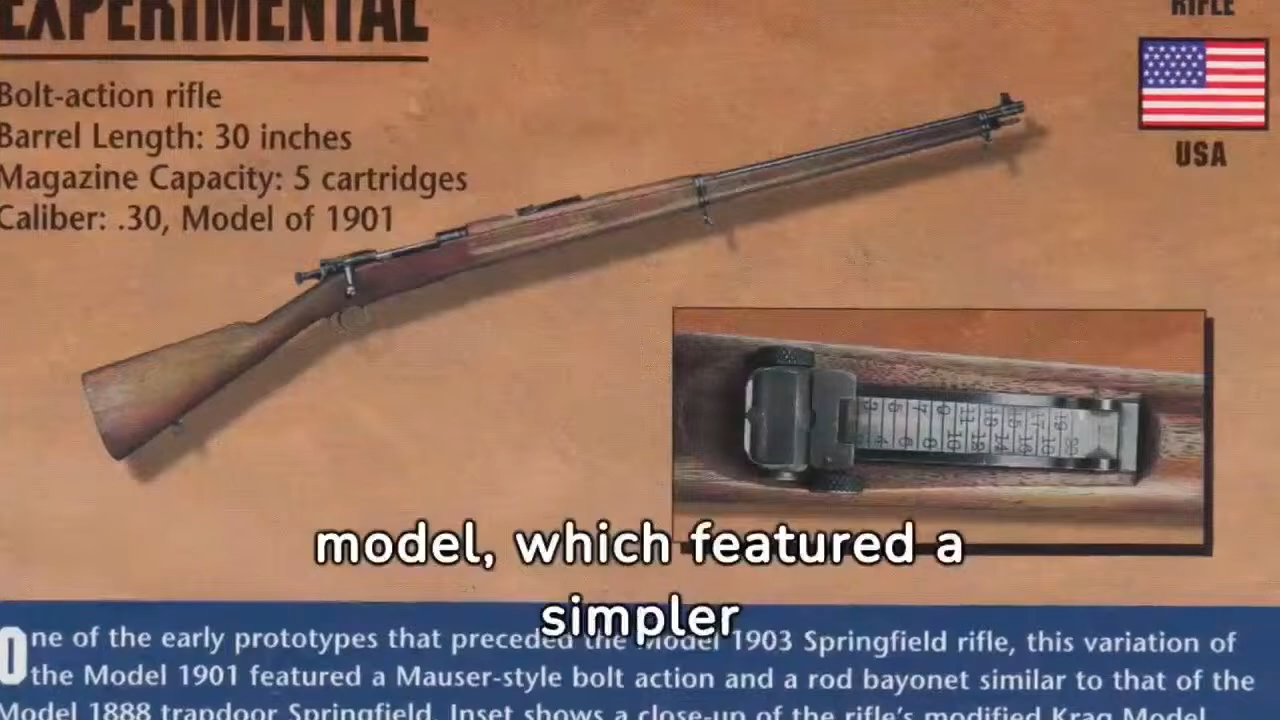 EXPERIMENTAL
RIFLE
Bolt-action rifle
Barrel Length: 30 inches
Magazine Capacity: 5 cartridges
Caliber: .30, Model of 1901
USA
model, which featured a
simpler
One of the early prototypes that preceded the Model 1903 Springfield rifle, this variation of
the Model 1901 featured a Mauser-style bolt action and a rod bayonet similar to that of the
Model 1888 trapdoor Springfield. Inset shows a close-up of the rifle's modified Krag Model